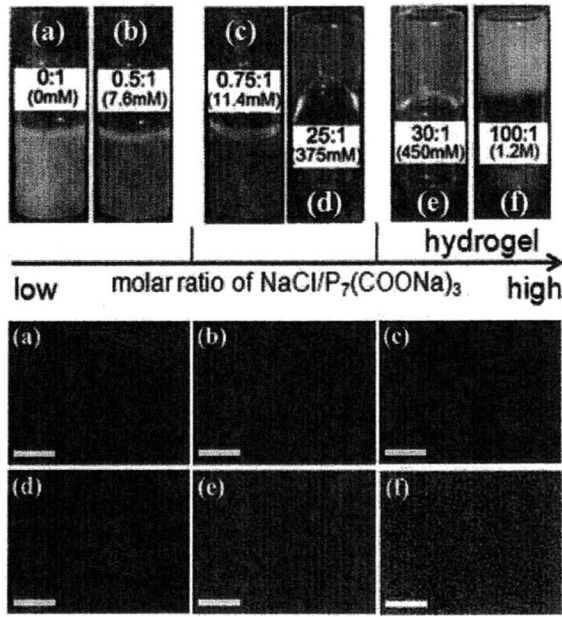 (a)
0:1
(0mM)
(b)
0.5:1
(7.6mM)
(c)
0.75:1
(11.4mM)
25:1
(375mM)
(d)
30:1
(450mM)
(e)
100:1
(1.2M)
(f)
hydrogel
low
molar ratio of NaCl/P₇(COONa)₃
high
(a)
(b)
(c)
(d)
(e)
(f)